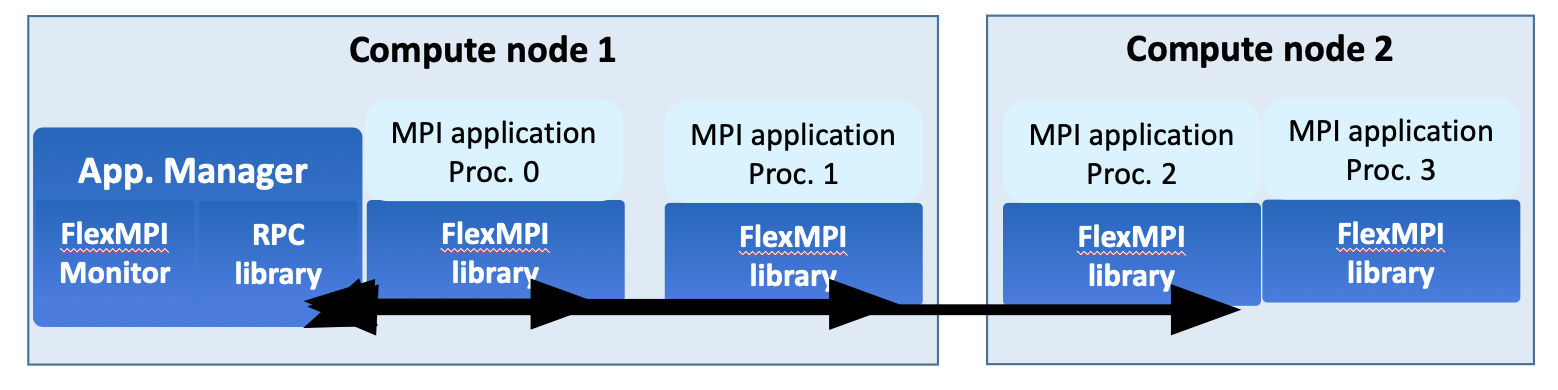 Compute node 1
App. Manager
FlexMPI
Monitor
RPC
library
MPI application
Proc. 0
FlexMPI
library
MPI application
Proc. 1
FlexMPI
library
Compute node 2
MPI application
Proc. 2
FlexMPI
library
MPI application
Proc. 3
FlexMPI
library